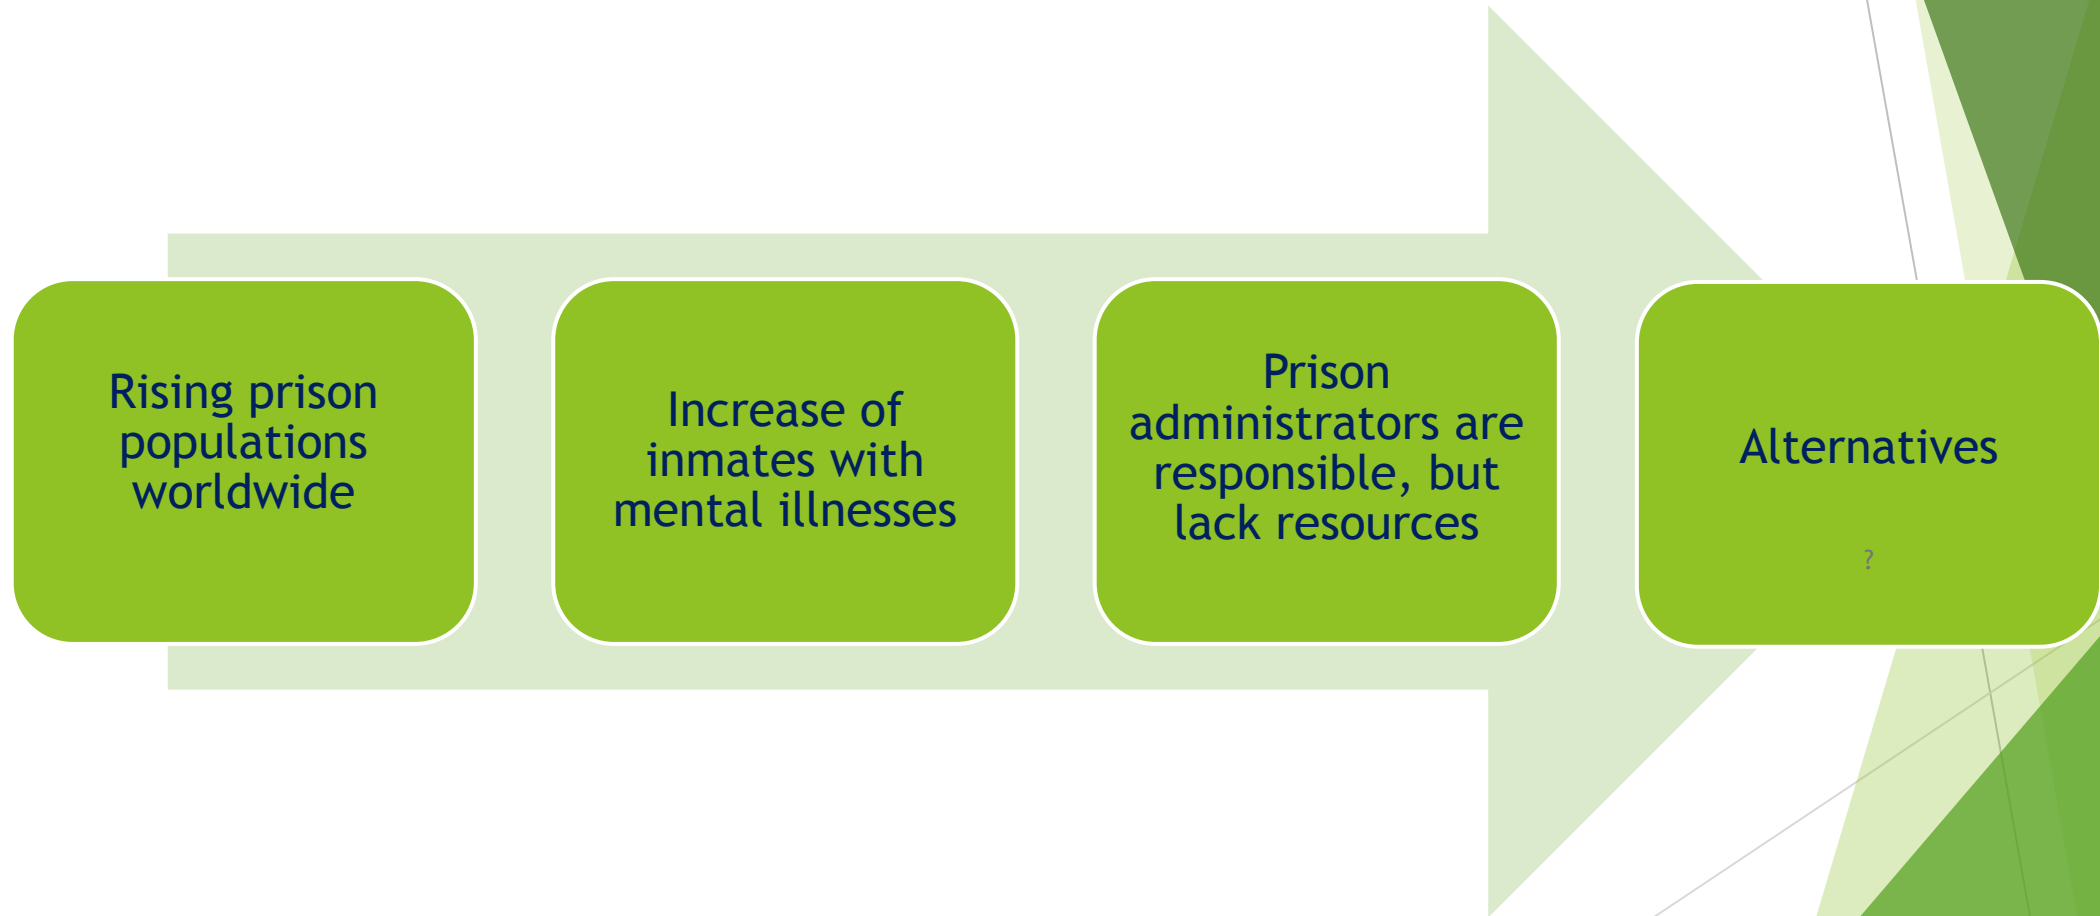 Rising prison
populations
worldwide
Increase of
inmates with
mental illnesses
Prison
administrators are
responsible, but
lack resources
Alternatives
?